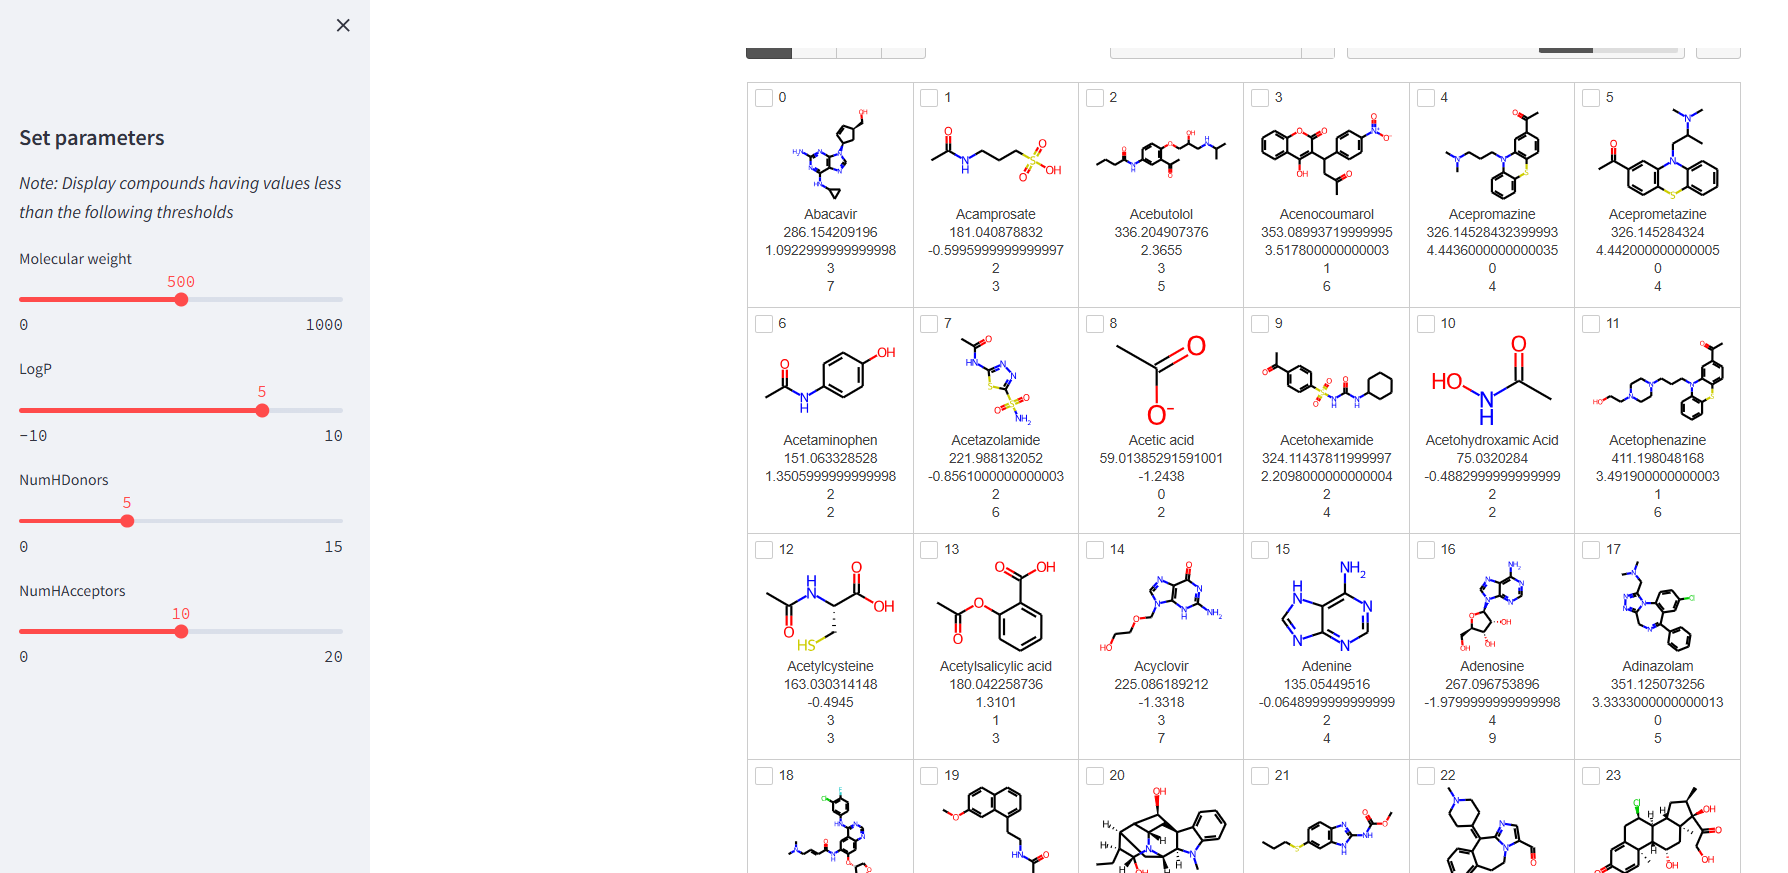 Set parameters
Note: Display compounds having values less
than the following thresholds
Molecular weight
500
0 1000
LogP
5
-10 10
NumHDonors
5
0 15
NumHAcceptors
10
0 20
0 1 2 3 4 5
Abacavir Acamprosate Acebutolol Acenocoumarol Acepromazine Aceprometazine
286.154209196 181.040878832 336.204907376 353.08993719999995 326.14528432399993 326.145284324
1.0922999999999998 -0.5995999999999997 2.3655 3.517800000000003 4.4436000000000035 4.442000000000005
3 2 3 1 0 0
7 3 5 6 4 4
6 7 8 9 10 11
Acetaminophen Acetazolamide Acetic acid Acetohexamide Acetohydroxamic Acid Acetophenazine
151.063328528 221.988132052 59.01385291591001 324.11437811999997 75.0320284 411.198048168
1.3505999999999998 -0.8561000000000003 -1.2438 2.2098000000000004 -0.4882999999999999 3.491900000000003
2 2 0 2 2 1
2 6 2 4 2 6
12 13 14 15 16 17
Acetylcysteine Acetylsalicylic acid Acyclovir Adenine Adenosine Adinazolam
163.030314148 180.042258736 225.086189212 135.05449516 267.096753896 351.125073256
-0.4945 1.3101 -1.3318 -0.0648999999999999 -1.9799999999999998 3.3333000000000013
3 1 3 2 4 0
3 3 7 4 9 5
18 19 20 21 22 23